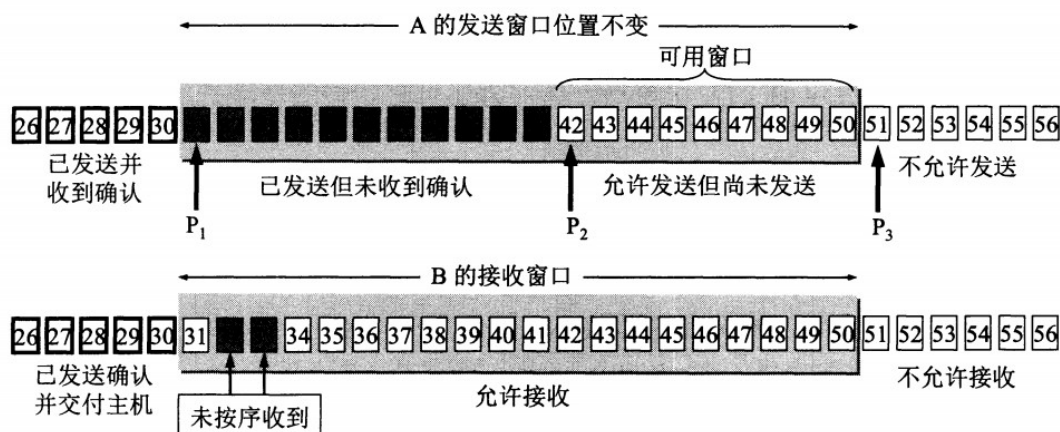 A 的发送窗口位置不变
可用窗口
26 27 28 29 30 42 43 44 45 46 47 48 49 50 51 52 53 54 55 56
已发送并
收到确认
已发送但未收到确认
允许发送但尚未发送
不允许发送
P₁
P₂
P₃
B 的接收窗口
26 27 28 29 30 31 34 35 36 37 38 39 40 41 42 43 44 45 46 47 48 49 50 51 52 53 54 55 56
已发送确认
并交付主机
未按序收到
允许接收
不允许接收